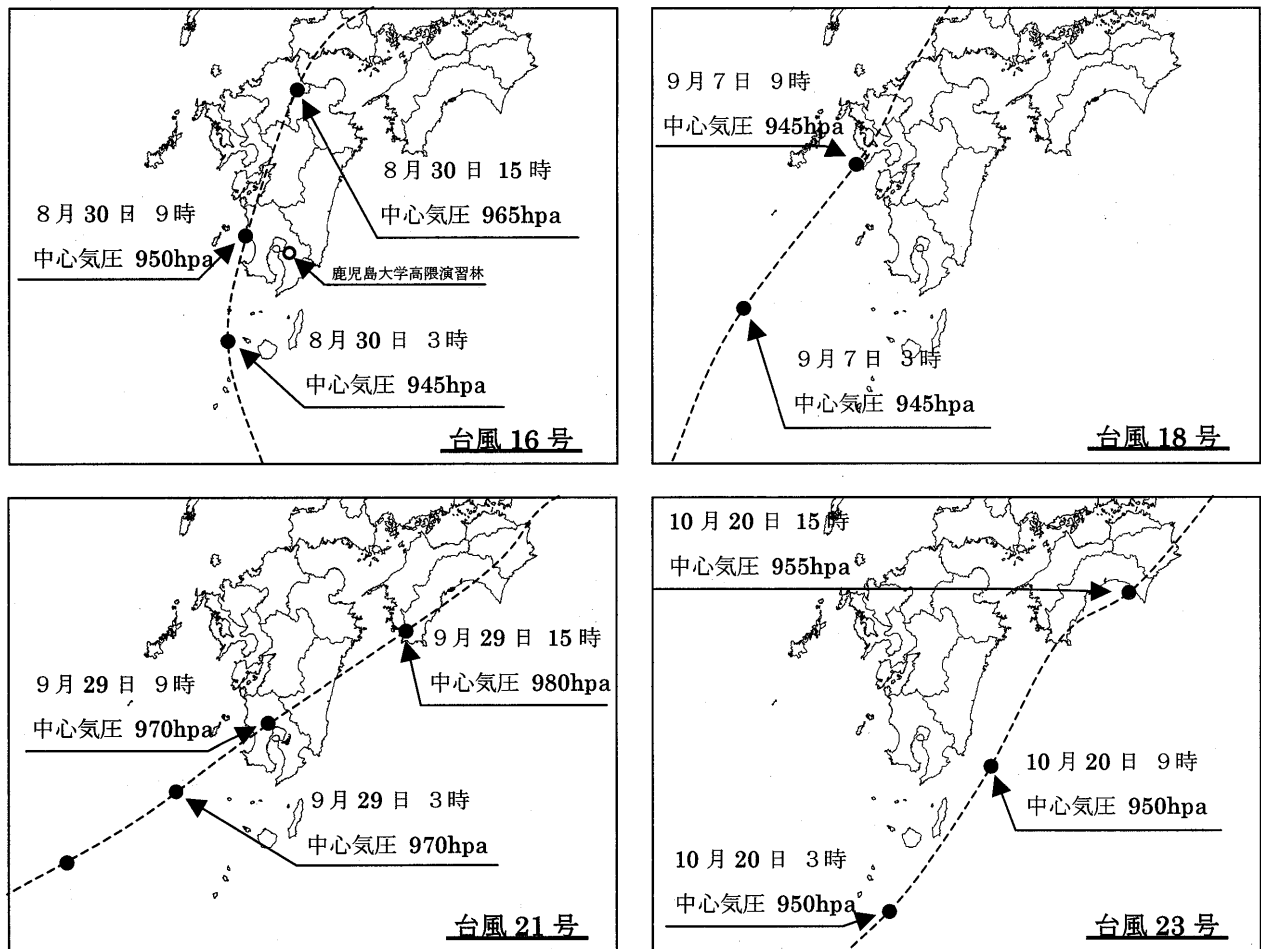 8月30日 15時
中心気圧 965hpa
8月30日 9時
中心気圧 950hpa
鹿児島大学高隈演習林
8月30日 3時
中心気圧 945hpa
台風16号
9月7日 9時
中心気圧 945hpa
9月7日 3時
中心気圧 945hpa
台風18号
9月29日 15時
中心気圧 980hpa
9月29日 9時
中心気圧 970hpa
9月29日 3時
中心気圧 970hpa
台風21号
10月20日 15時
中心気圧 955hpa
10月20日 9時
中心気圧 950hpa
10月20日 3時
中心気圧 950hpa
台風23号